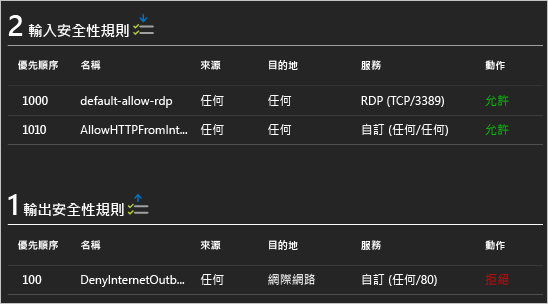 2 輸入安全性規則
優先順序 名稱 來源 目的地 服務 動作
1000 default-allow-rdp 任何 任何 RDP (TCP/3389) 允許
1010 AllowHTTPFromInt... 任何 任何 自訂 (任何/任何) 允許
1 輸出安全性規則
優先順序 名稱 來源 目的地 服務 動作
100 DenyInternetOutb... 任何 網際網路 自訂 (任何/80) 拒絕